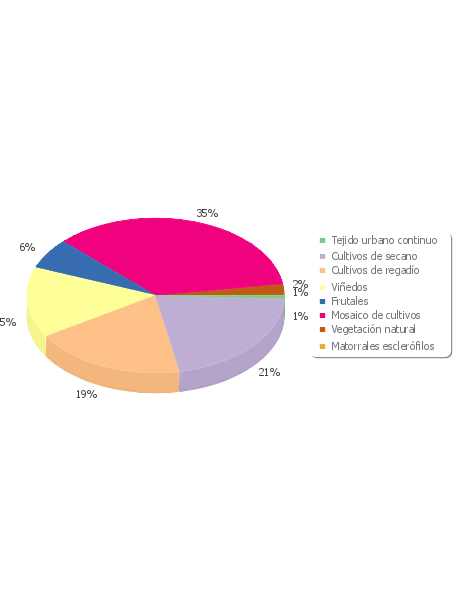 35%
6%
2%
1%
5%
1%
21%
19%
Tejido urbano continuo
Cultivos de secano
Cultivos de regadío
Viñedos
Frutales
Mosaico de cultivos
Vegetación natural
Matorrales esclerófilos